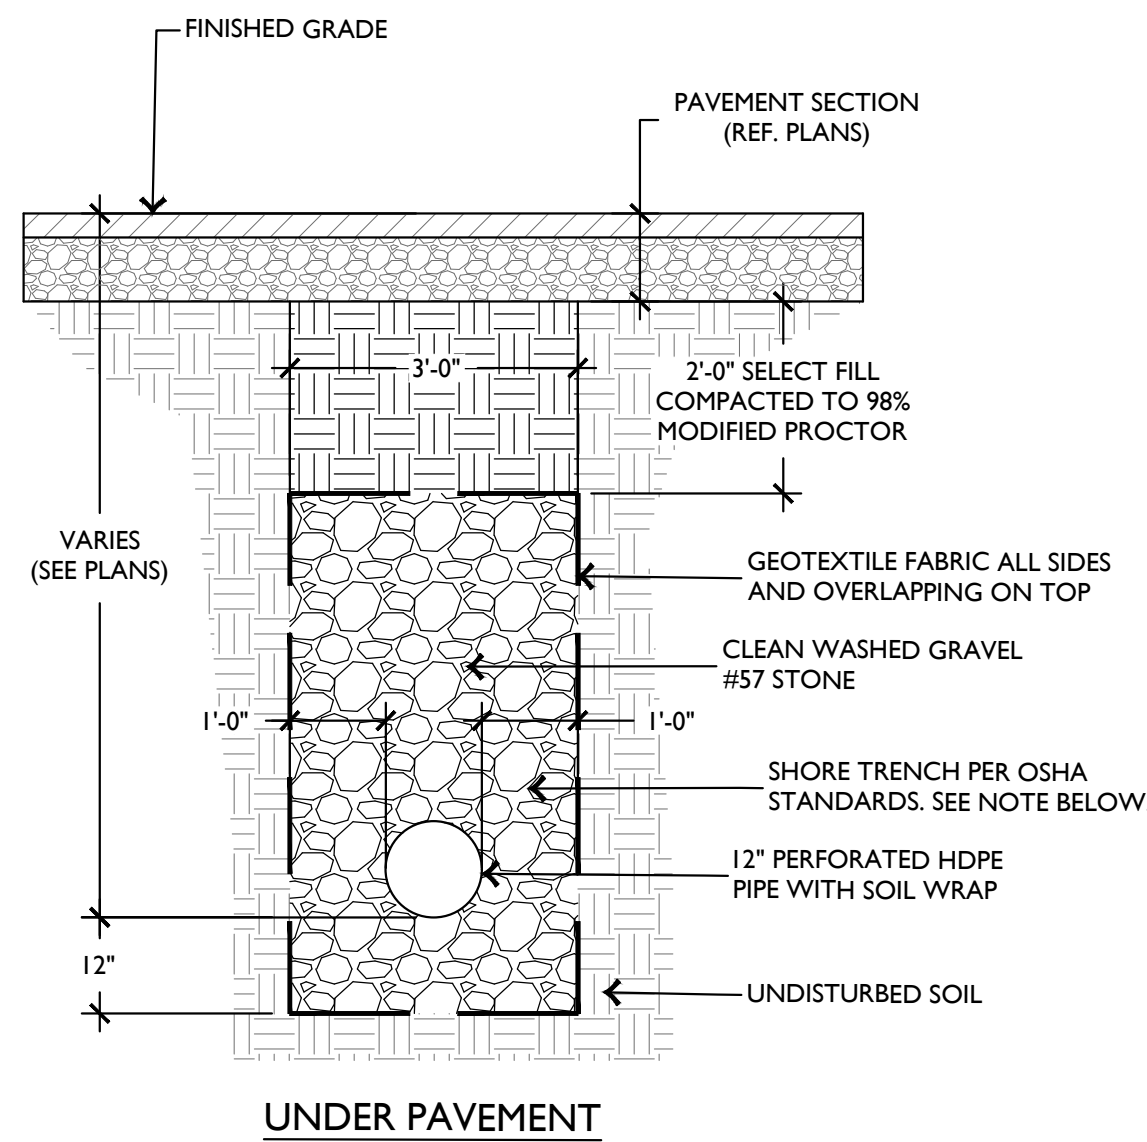 FINISHED GRADE
PAVEMENT SECTION
(REF. PLANS)
3'-0"
2'-0" SELECT FILL
COMPACTED TO 98%
MODIFIED PROCTOR
VARIES
(SEE PLANS)
GEOTEXTILE FABRIC ALL SIDES
AND OVERLAPPING ON TOP
CLEAN WASHED GRAVEL
#57 STONE
1'-0"
1'-0"
SHORE TRENCH PER OSHA
STANDARDS. SEE NOTE BELOW
12" PERFORATED HDPE
PIPE WITH SOIL WRAP
12"
UNDISTURBED SOIL
UNDER PAVEMENT